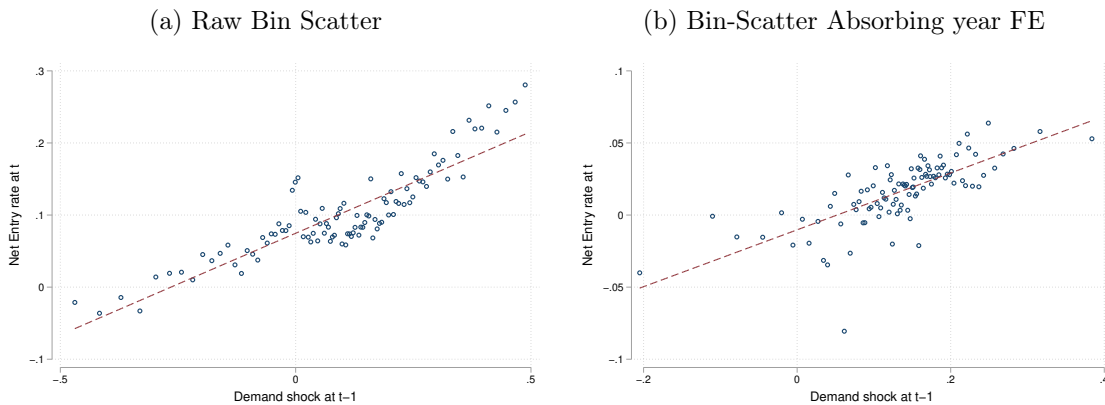 (a) Raw Bin Scatter
.3
.2
.1
0
-.1
Net Entry rate at t
-.5
0
.5
Demand shock at t−1
(b) Bin-Scatter Absorbing year FE
.1
.05
0
-.05
-.1
Net Entry rate at t
-.2
0
.2
.4
Demand shock at t−1